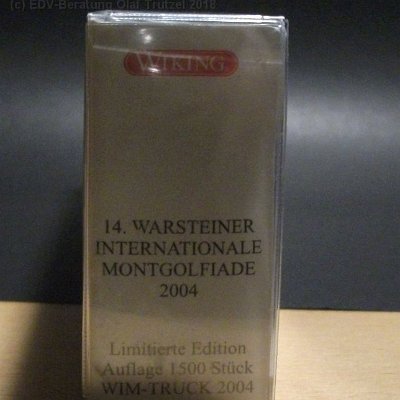 (c) EDV-Beratung Olaf Trutzel 2018
WIKING
14. WARSTEINER
INTERNATIONALE
MONTGOLFIADE
2004
Limitierte Edition
Auflage 1500 Stück
WIM-TRUCK 2004